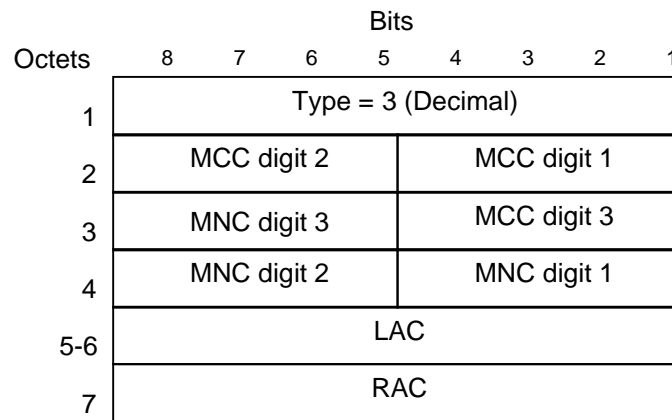 Bits
Octets 8 7 6 5 4 3 2 1
1 Type = 3 (Decimal)
2 MCC digit 2 MCC digit 1
3 MNC digit 3 MCC digit 3
4 MNC digit 2 MNC digit 1
5-6 LAC
7 RAC